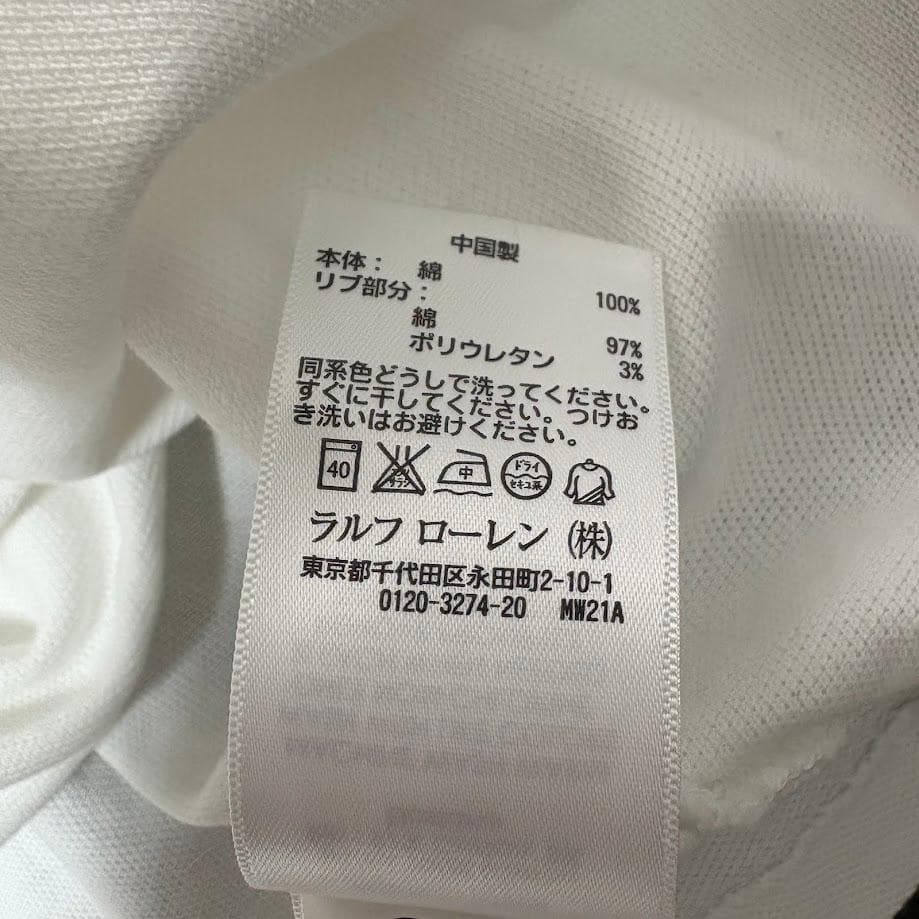 中国製
本体： 綿 100%
リブ部分：
綿 97%
ポリウレタン 3%
同系色どうしで洗ってください。
すぐに干してください。つけお
き洗いはお避けください。
40 中 ドライ
セキユ系
ラルフ ローレン (株)
東京都千代田区永田町2-10-1
0120-3274-20 MW21A